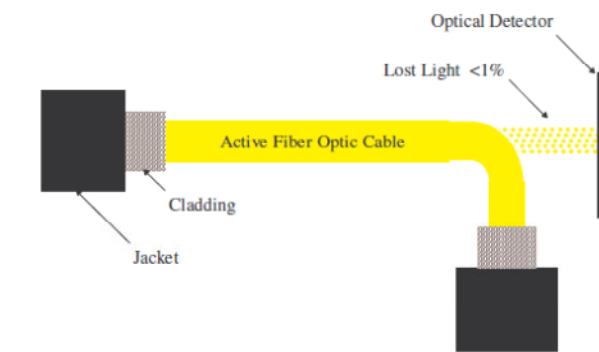 Optical Detector
Lost Light <1%
Active Fiber Optic Cable
Cladding
Jacket